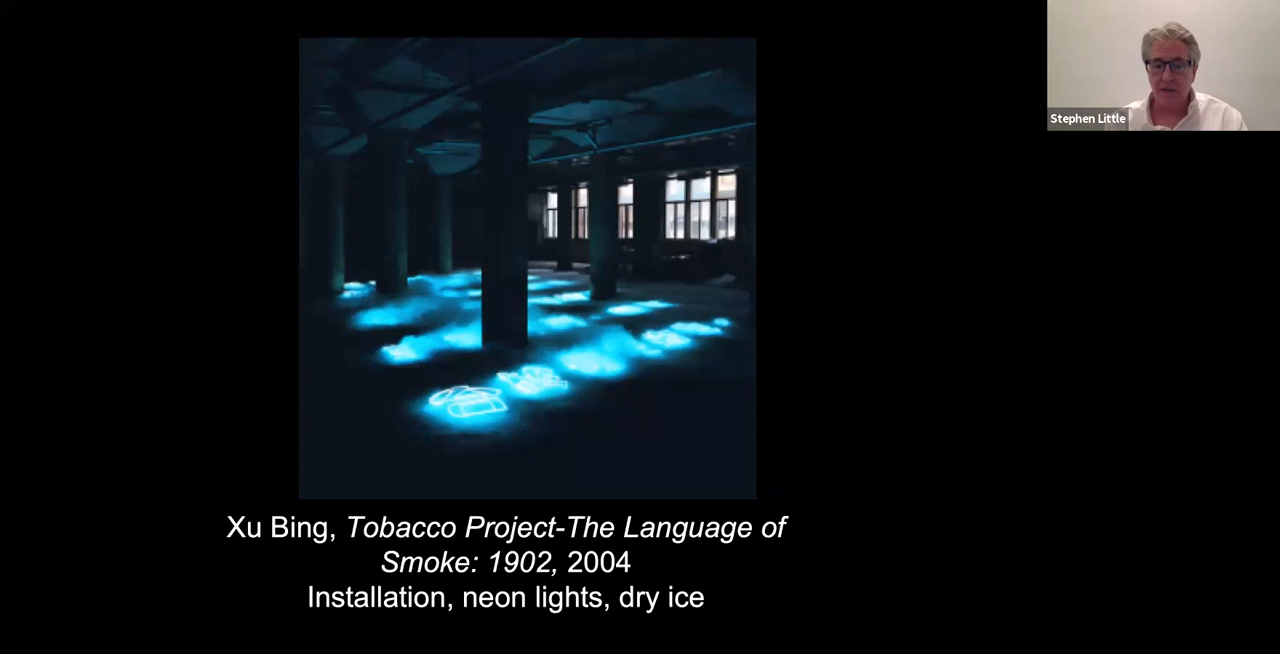 Stephen Little
Xu Bing, Tobacco Project-The Language of
Smoke: 1902, 2004
Installation, neon lights, dry ice